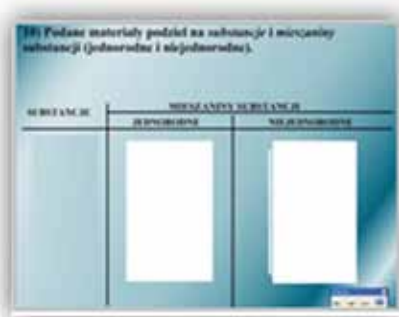 10) Podane materiały podziel na substancje i mieszaniny
substancji (jednorodne i niejednorodne).
MIESZANINY SUBSTANCJI
SUBSTANCJE
JEDNORODNE NIEJEDNORODNE